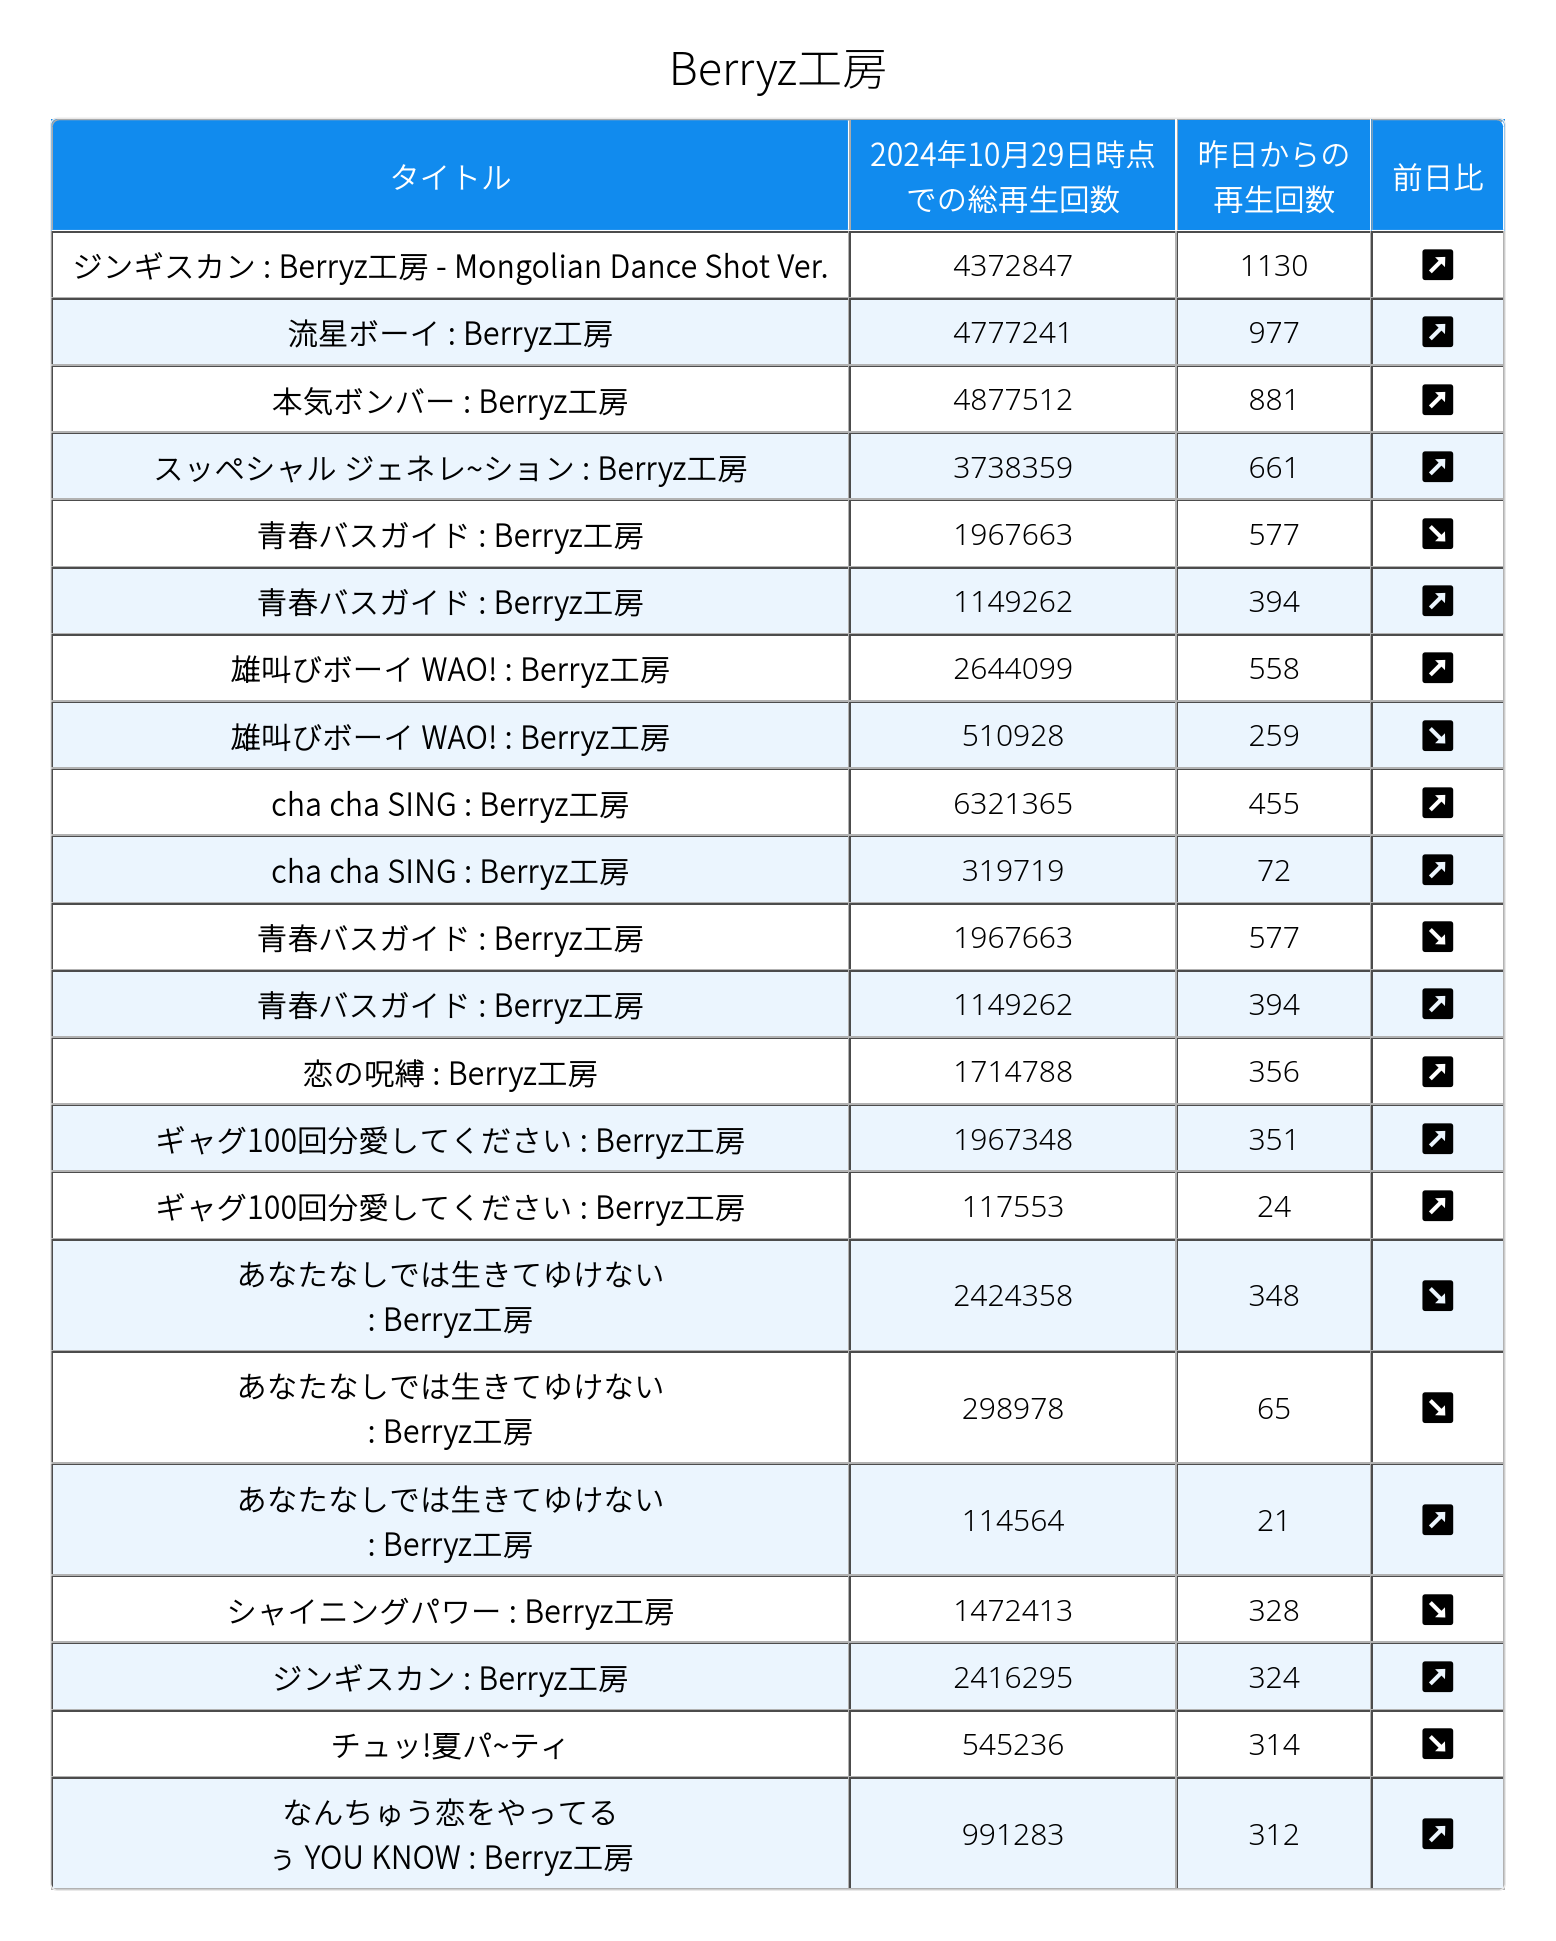 Berryz工房
タイトル
2024年10月29日時点
での総再生回数
昨日からの
再生回数
前日比
ジンギスカン : Berryz工房 - Mongolian Dance Shot Ver. 4372847 1130
流星ボーイ : Berryz工房 4777241 977
本気ボンバー : Berryz工房 4877512 881
スッペシャル ジェネレ~ション : Berryz工房 3738359 661
青春バスガイド : Berryz工房 1967663 577
青春バスガイド : Berryz工房 1149262 394
雄叫びボーイ WAO! : Berryz工房 2644099 558
雄叫びボーイ WAO! : Berryz工房 510928 259
cha cha SING : Berryz工房 6321365 455
cha cha SING : Berryz工房 319719 72
青春バスガイド : Berryz工房 1967663 577
青春バスガイド : Berryz工房 1149262 394
恋の呪縛 : Berryz工房 1714788 356
ギャグ100回分愛してください : Berryz工房 1967348 351
ギャグ100回分愛してください : Berryz工房 117553 24
あなたなしでは生きてゆけない
: Berryz工房 2424358 348
あなたなしでは生きてゆけない
: Berryz工房 298978 65
あなたなしでは生きてゆけない
: Berryz工房 114564 21
シャイニングパワー : Berryz工房 1472413 328
ジンギスカン : Berryz工房 2416295 324
チュッ!夏パ~ティ 545236 314
なんちゅう恋をやってる
ぅ YOU KNOW : Berryz工房 991283 312